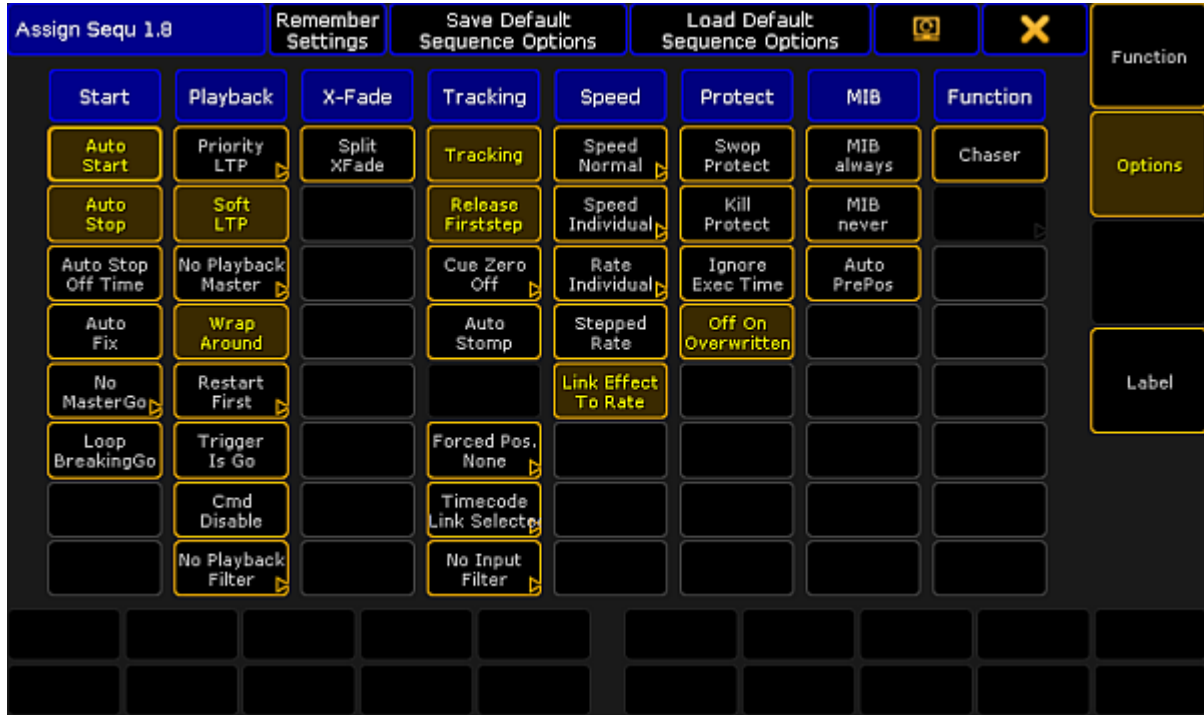 Assign Sequ 1.8
Remember
Settings
Save Default
Sequence Options
Load Default
Sequence Options
Function
Start
Playback
X-Fade
Tracking
Speed
Protect
MIB
Function
Auto
Start
Priority
LTP
Split
XFade
Tracking
Speed
Normal
Swop
Protect
MIB
always
Chaser
Options
Auto
Stop
Soft
LTP
Release
Firststep
Speed
Individual
Kill
Protect
MIB
never
Auto Stop
Off Time
No Playback
Master
Cue Zero
Off
Rate
Individual
Ignore
Exec Time
Auto
PrePos
Auto
Fix
Wrap
Around
Auto
Stomp
Stepped
Rate
Off On
Overwritten
No
MasterGo
Restart
First
Link Effect
To Rate
Label
Loop
BreakingGo
Trigger
Is Go
Forced Pos.
None
Cmd
Disable
Timecode
Link Selecte
No Playback
Filter
No Input
Filter